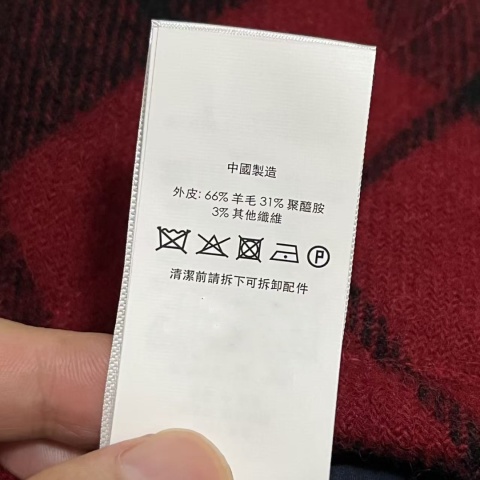 中國製造
外皮: 66% 羊毛 31% 聚醯胺
3% 其他纖維
P
清潔前請拆下可拆卸配件